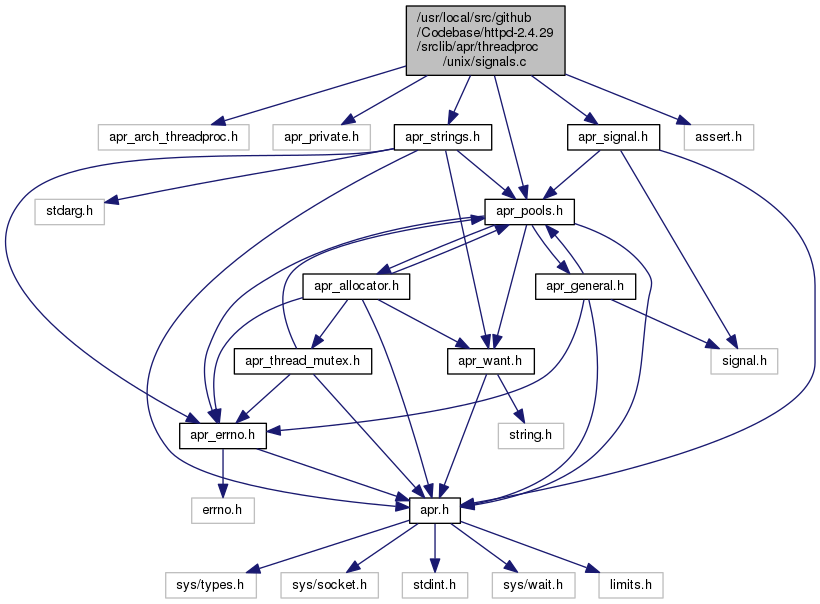 /usr/local/src/github
/Codebase/httpd-2.4.29
/srclib/apr/threadproc
/unix/signals.c
apr_arch_threadproc.h
apr_private.h
apr_strings.h
apr_signal.h
assert.h
stdarg.h
apr_pools.h
apr_allocator.h
apr_general.h
apr_thread_mutex.h
apr_want.h
signal.h
apr_errno.h
string.h
errno.h
apr.h
sys/types.h
sys/socket.h
stdint.h
sys/wait.h
limits.h